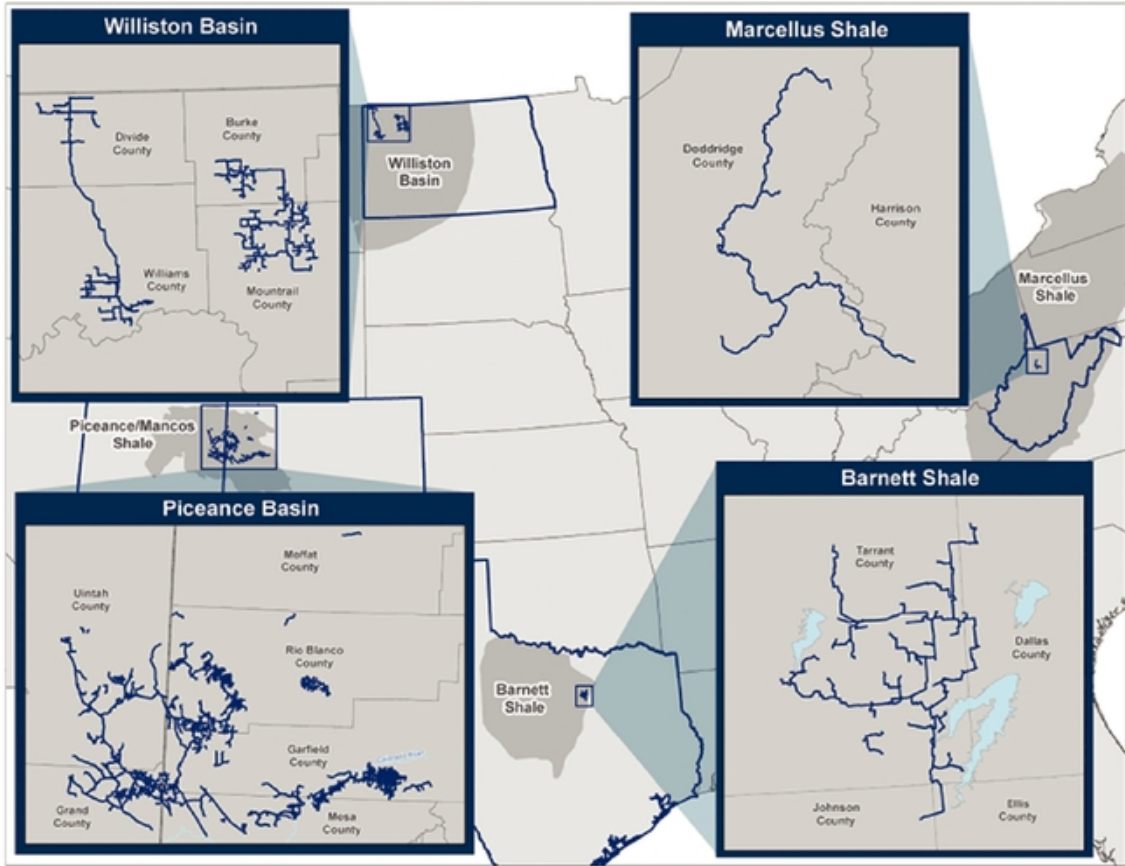 Williston Basin
Divide
County
Burke
County
Williams
County
Mountrail
County
Williston
Basin
Marcellus Shale
Doddridge
County
Harrison
County
Marcellus
Shale
Piceance/Mancos
Shale
Piceance Basin
Moffat
County
Uintah
County
Rio Blanco
County
Garfield
County
Colorado River
Grand
County
Mesa
County
Barnett
Shale
Barnett Shale
Tarrant
County
Dallas
County
Johnson
County
Ellis
County